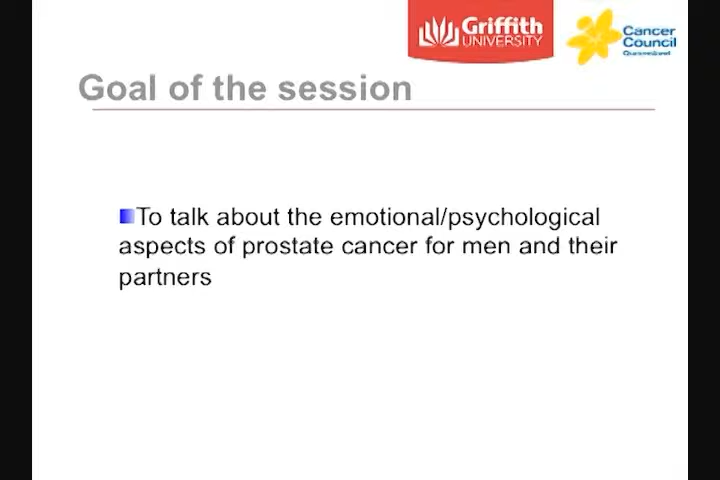 Griffith
UNIVERSITY
Cancer
Council
Queensland
Goal of the session
To talk about the emotional/psychological
aspects of prostate cancer for men and their
partners